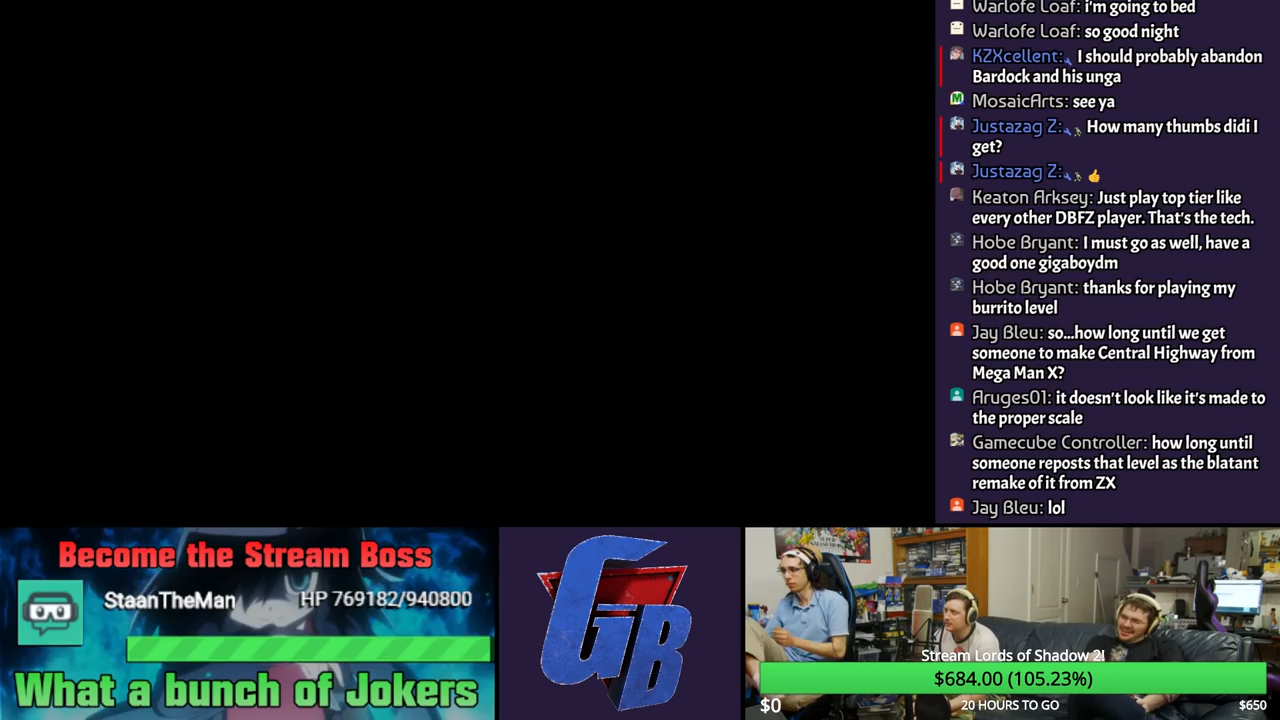 Warlofe Loaf: i'm going to bed
Warlofe Loaf: so good night
KZXcellent: I should probably abandon
Bardock and his unga
MosaicArts: see ya
Justazag Z: How many thumbs didi I
get?
Justazag Z: 👍
Keaton Arksey: Just play top tier like
every other DBFZ player. That's the tech.
Hobe Bryant: I must go as well, have a
good one gigaboydm
Hobe Bryant: thanks for playing my
burrito level
Jay Bleu: so...how long until we get
someone to make Central Highway from
Mega Man X?
Aruges01: it doesn't look like it's made to
the proper scale
Gamecube Controller: how long until
someone reposts that level as the blatant
remake of it from ZX
Jay Bleu: lol
Become the Stream Boss
StaanTheMan HP 769182/940800
What a bunch of Jokers
GB
Stream Lords of Shadow 2!
$684.00 (105.23%)
$0 20 HOURS TO GO $650